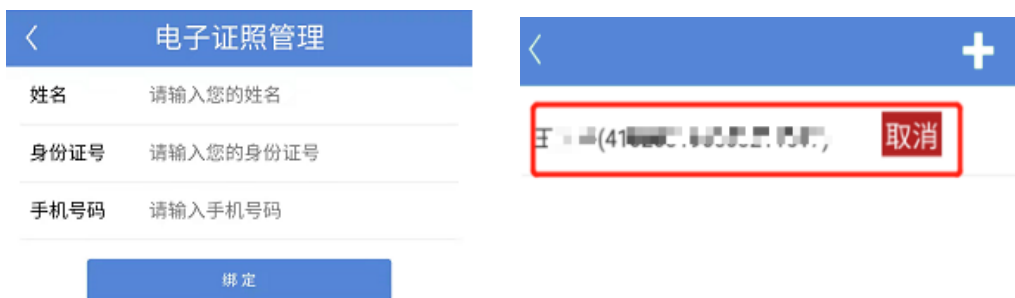 电子证照管理
姓名 请输入您的姓名
身份证号 请输入您的身份证号
手机号码 请输入手机号码
绑定
取消